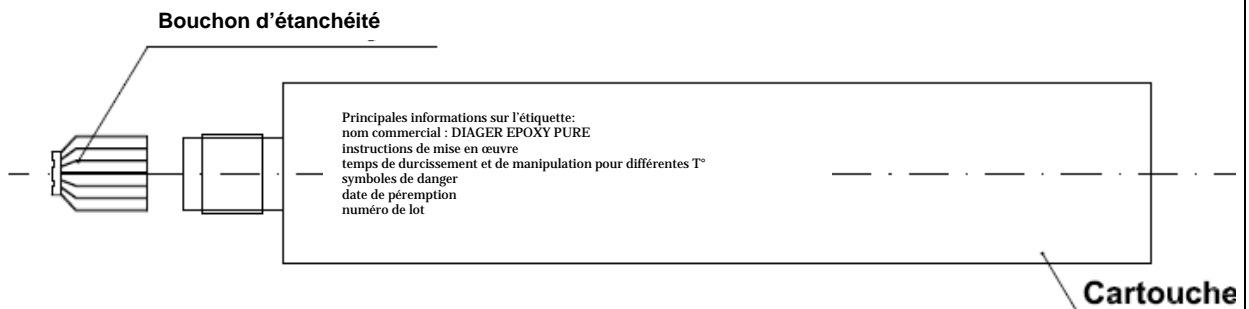 Bouchon d’étanchéité
Principales informations sur l’étiquette:
nom commercial : DIAGER EPOXY PURE
instructions de mise en œuvre
temps de durcissement et de manipulation pour différentes T°
symboles de danger
date de péremption
numéro de lot
Cartouche